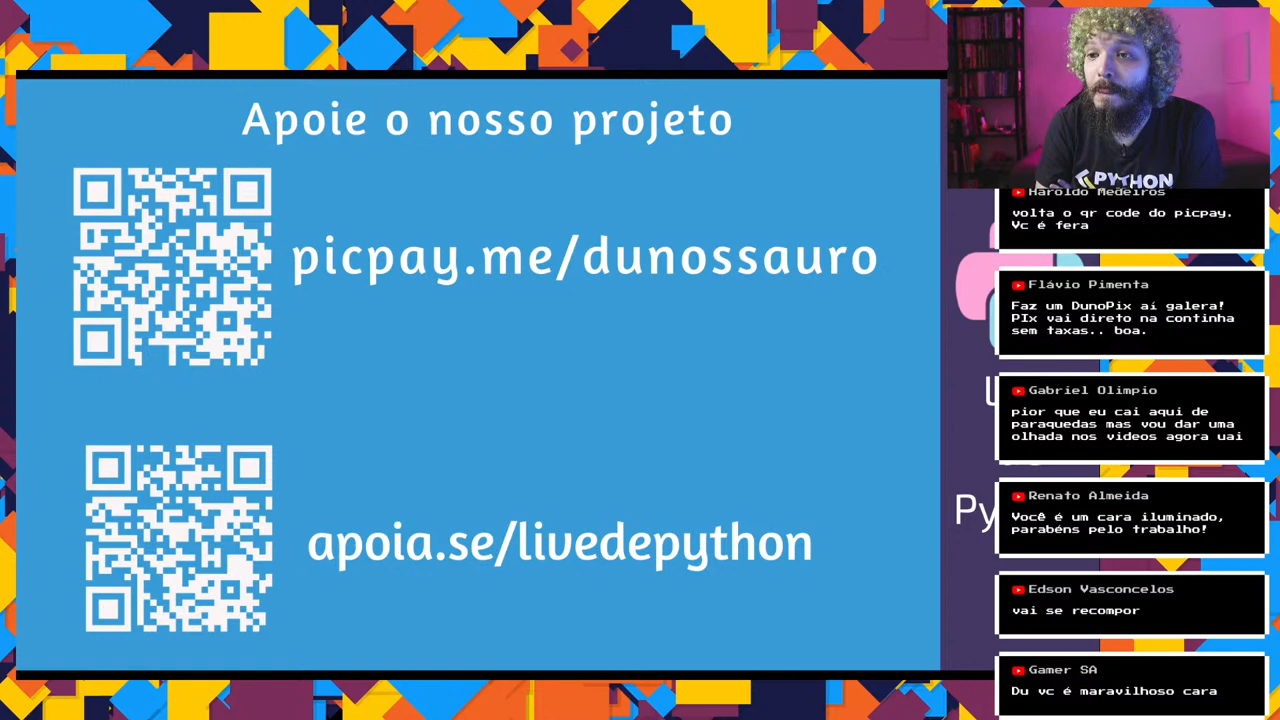 Apoie o nosso projeto
picpay.me/dunossauro
apoia.se/livedepython
PYTHON
Haroldo Medeiros
volta o qr code do picpay.
Vc é fera
Flávio Pimenta
Faz um DunoPix aí galera!
PIx vai direto na continha
sem taxas.. boa.
Gabriel Olimpio
pior que eu cai aqui de
paraquedas mas vou dar uma
olhada nos videos agora uai
Py
Renato Almeida
Você é um cara iluminado,
parabéns pelo trabalho!
Edson Vasconcelos
vai se recompor
Gamer SA
Du vc é maravilhoso cara